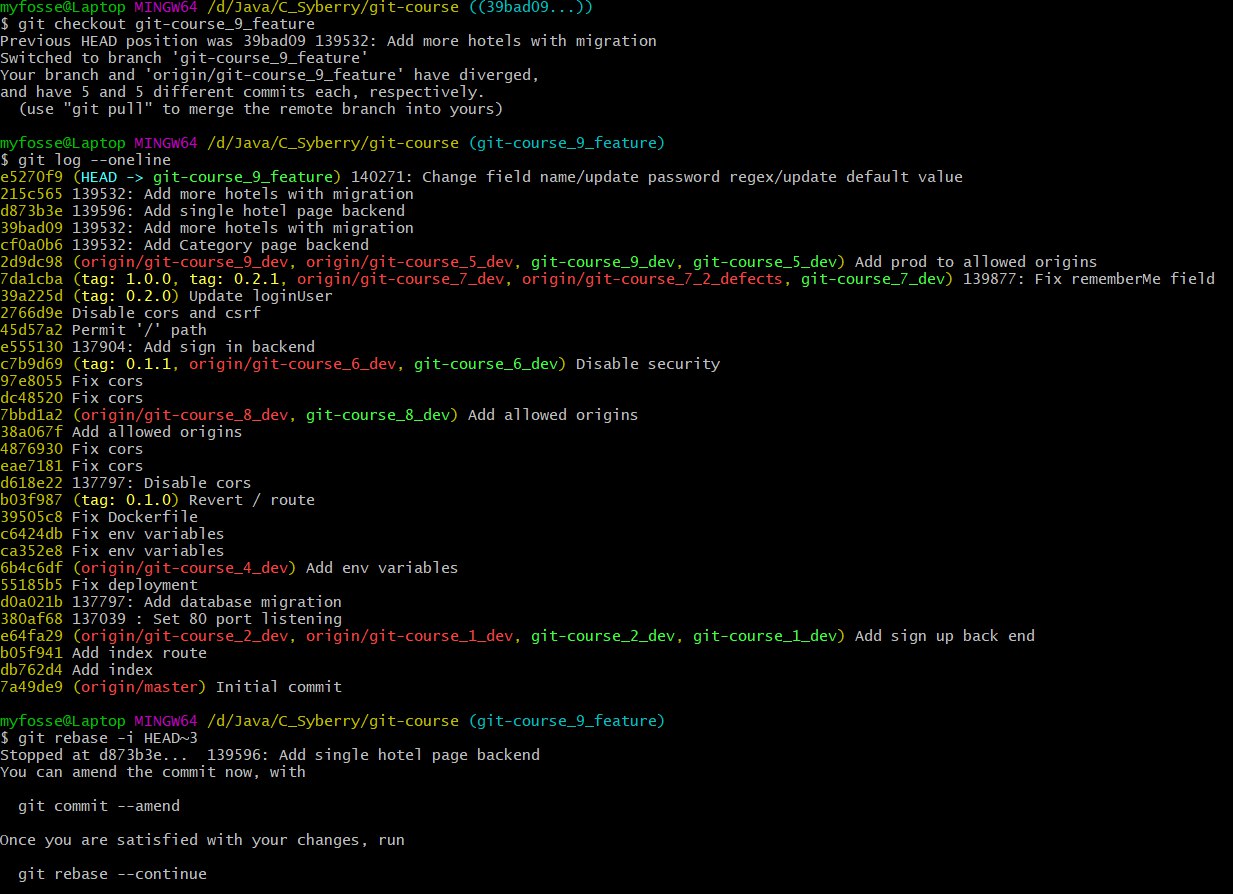 myfosse@Laptop MINGW64 /d/Java/C_Syberry/git-course ((39bad09...))
$ git checkout git-course_9_feature
Previous HEAD position was 39bad09 139532: Add more hotels with migration
Switched to branch 'git-course_9_feature'
Your branch and 'origin/git-course_9_feature' have diverged,
and have 5 and 5 different commits each, respectively.
  (use "git pull" to merge the remote branch into yours)

myfosse@Laptop MINGW64 /d/Java/C_Syberry/git-course (git-course_9_feature)
$ git log --oneline
e5270f9 (HEAD -> git-course_9_feature) 140271: Change field name/update password regex/update default value
215c565 139532: Add more hotels with migration
d873b3e 139596: Add single hotel page backend
39bad09 139532: Add more hotels with migration
cf0a0b6 139532: Add Category page backend
2d9dc98 (origin/git-course_9_dev, origin/git-course_5_dev, git-course_9_dev, git-course_5_dev) Add prod to allowed origins
7da1cba (tag: 1.0.0, tag: 0.2.1, origin/git-course_7_dev, origin/git-course_7_2_defects, git-course_7_dev) 139877: Fix rememberMe field
39a225d (tag: 0.2.0) Update loginUser
2766d9e Disable cors and csrf
45d57a2 Permit '/' path
e555130 137904: Add sign in backend
c7b9d69 (tag: 0.1.1, origin/git-course_6_dev, git-course_6_dev) Disable security
97e8055 Fix cors
dc48520 Fix cors
7bbd1a2 (origin/git-course_8_dev, git-course_8_dev) Add allowed origins
38a067f Add allowed origins
4876930 Fix cors
eae7181 Fix cors
d618e22 137797: Disable cors
b03f987 (tag: 0.1.0) Revert / route
39505c8 Fix Dockerfile
c6424db Fix env variables
ca352e8 Fix env variables
6b4c6df (origin/git-course_4_dev) Add env variables
55185b5 Fix deployment
d0a021b 137797: Add database migration
380af68 137039 : Set 80 port listening
e64fa29 (origin/git-course_2_dev, origin/git-course_1_dev, git-course_2_dev, git-course_1_dev) Add sign up back end
b05f941 Add index route
db762d4 Add index
7a49de9 (origin/master) Initial commit

myfosse@Laptop MINGW64 /d/Java/C_Syberry/git-course (git-course_9_feature)
$ git rebase -i HEAD~3
Stopped at d873b3e...  139596: Add single hotel page backend
You can amend the commit now, with

  git commit --amend

Once you are satisfied with your changes, run

  git rebase --continue